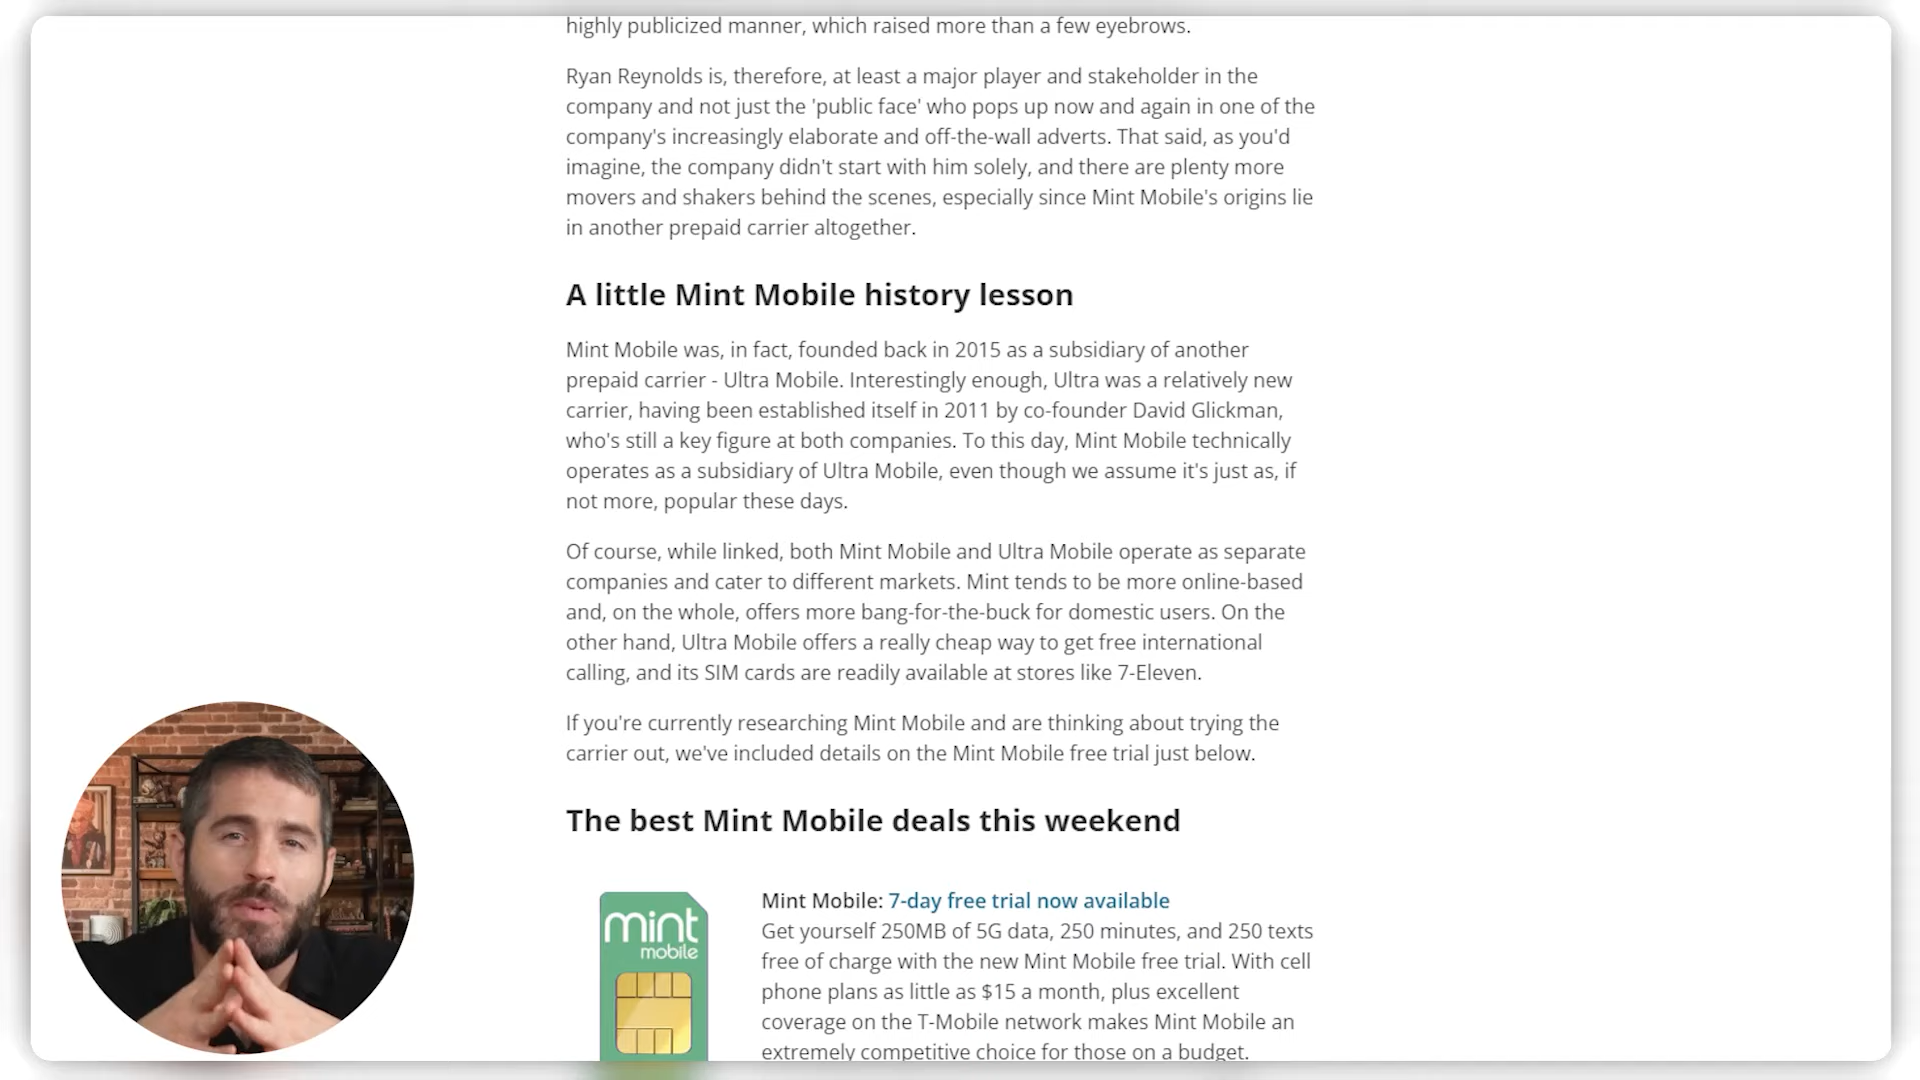 highly publicized manner, which raised more than a few eyebrows.
Ryan Reynolds is, therefore, at least a major player and stakeholder in the
company and not just the 'public face' who pops up now and again in one of the
company's increasingly elaborate and off-the-wall adverts. That said, as you'd
imagine, the company didn't start with him solely, and there are plenty more
movers and shakers behind the scenes, especially since Mint Mobile's origins lie
in another prepaid carrier altogether.
A little Mint Mobile history lesson
Mint Mobile was, in fact, founded back in 2015 as a subsidiary of another
prepaid carrier - Ultra Mobile. Interestingly enough, Ultra was a relatively new
carrier, having been established itself in 2011 by co-founder David Glickman,
who's still a key figure at both companies. To this day, Mint Mobile technically
operates as a subsidiary of Ultra Mobile, even though we assume it's just as, if
not more, popular these days.
Of course, while linked, both Mint Mobile and Ultra Mobile operate as separate
companies and cater to different markets. Mint tends to be more online-based
and, on the whole, offers more bang-for-the-buck for domestic users. On the
other hand, Ultra Mobile offers a really cheap way to get free international
calling, and its SIM cards are readily available at stores like 7-Eleven.
If you're currently researching Mint Mobile and are thinking about trying the
carrier out, we've included details on the Mint Mobile free trial just below.
The best Mint Mobile deals this weekend
mint
mobile
Mint Mobile: 7-day free trial now available
Get yourself 250MB of 5G data, 250 minutes, and 250 texts
free of charge with the new Mint Mobile free trial. With cell
phone plans as little as $15 a month, plus excellent
coverage on the T-Mobile network makes Mint Mobile an
extremely competitive choice for those on a budget.